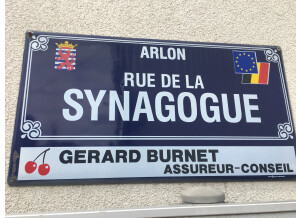 ARLON
RUE DE LA
SYNAGOGUE
GERARD BURNET
ASSUREUR-CONSEIL